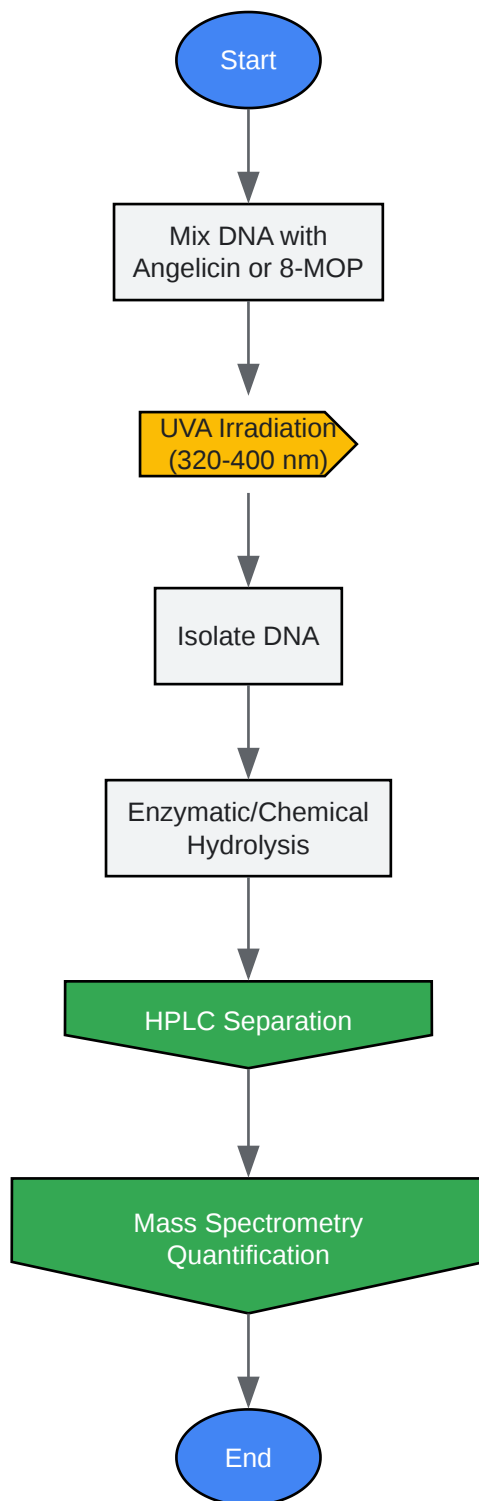 Start
Mix DNA with
Angelicin or 8-MOP
UVA Irradiation
(320-400 nm)
Isolate DNA
Enzymatic/Chemical
Hydrolysis
HPLC Separation
Mass Spectrometry
Quantification
End